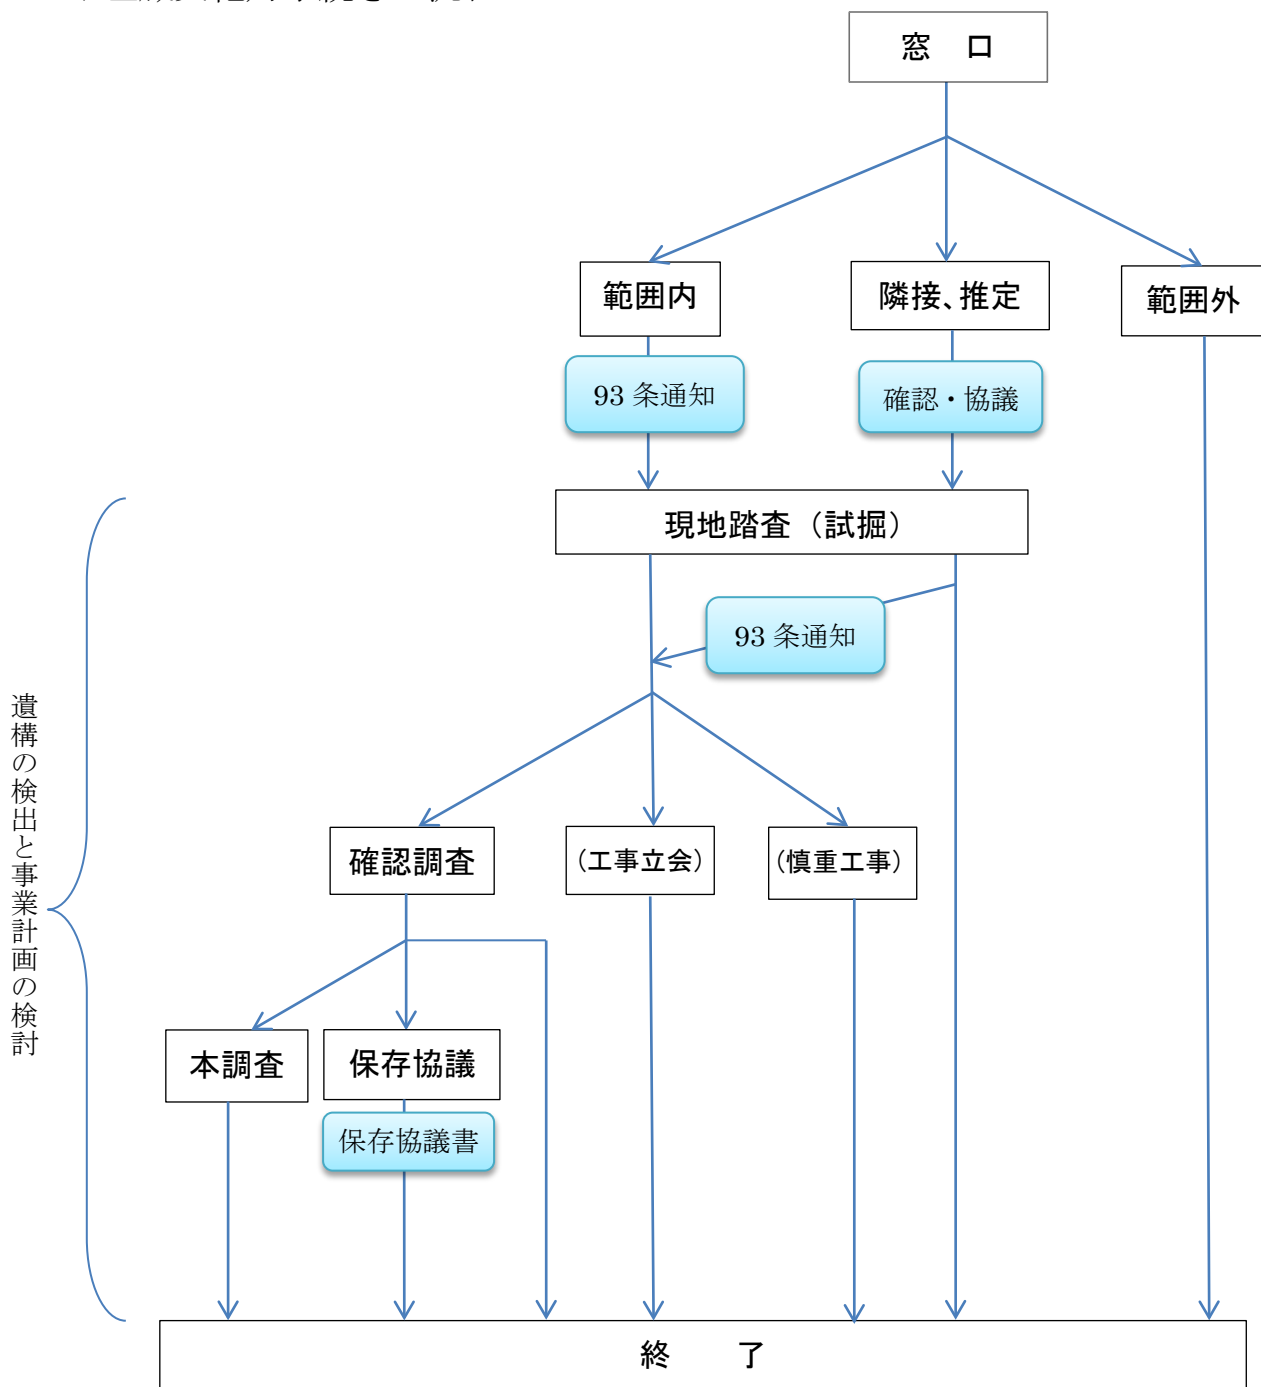 窓　口
範囲内
隣接、推定
範囲外
93 条通知
確認・協議
現地踏査（試掘）
93 条通知
遺構の検出と事業計画の検討
確認調査
(工事立会)
(慎重工事)
本調査
保存協議
保存協議書
終　　了